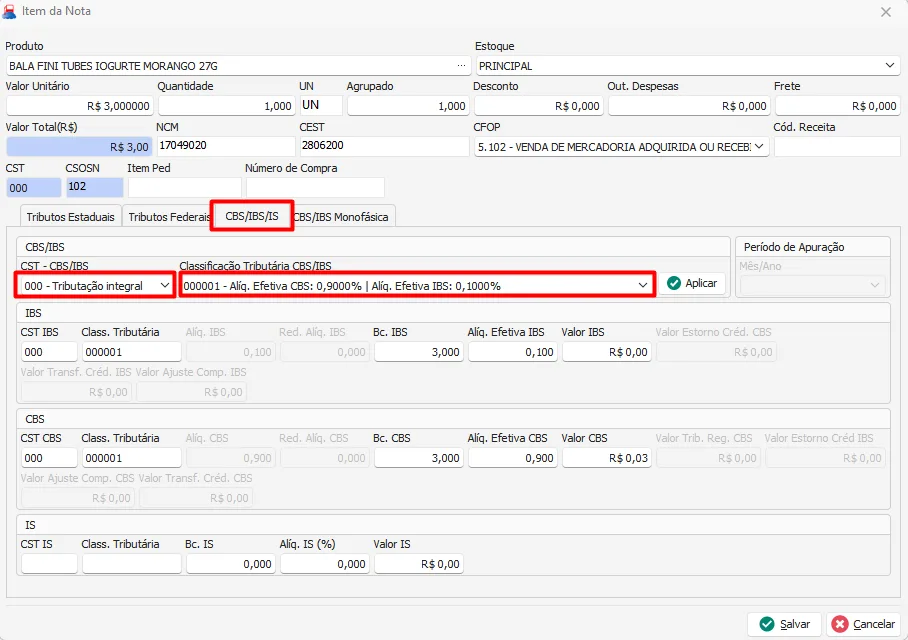 Item da Nota
Produto Estoque
BALA FINI TUBES IOGURTE MORANGO 27G ... PRINCIPAL
Valor Unitário Quantidade UN Agrupado Desconto Out. Despesas Frete
R$ 3,000000 1,000 UN 1,000 R$ 0,000 R$ 0,000 R$ 0,000
Valor Total(R$) NCM CEST CFOP Cód. Receita
R$ 3,00 17049020 2806200 5.102 - VENDA DE MERCADORIA ADQUIRIDA OU RECEBI
CST CSOSN Item Ped Número de Compra
000 102
Tributos Estaduais Tributos Federais CBS/IBS/IS CBS/IBS Monofásica
CBS/IBS Período de Apuração
CST - CBS/IBS Classificação Tributária CBS/IBS Mês/Ano
000 - Tributação integral 000001 - Alíq. Efetiva CBS: 0,9000% | Alíq. Efetiva IBS: 0,1000% Aplicar
IBS
CST IBS Class. Tributária Alíq. IBS Red. Alíq. IBS Bc. IBS Alíq. Efetiva IBS Valor IBS Valor Estorno Créd. CBS
000 000001 0,100 0,000 3,000 0,100 R$ 0,00 R$ 0,00
Valor Transf. Créd. IBS Valor Ajuste Comp. IBS
R$ 0,00 R$ 0,00
CBS
CST CBS Class. Tributária Alíq. CBS Red. Alíq. CBS Bc. CBS Alíq. Efetiva CBS Valor CBS Valor Trib. Reg. CBS Valor Estorno Créd IBS
000 000001 0,900 0,000 3,000 0,900 R$ 0,03 R$ 0,00 R$ 0,00
Valor Ajuste Comp. CBS Valor Transf. Créd. CBS
R$ 0,00 R$ 0,00
IS
CST IS Class. Tributária Bc. IS Alíq. IS (%) Valor IS
0,000 0,000 R$ 0,00
Salvar Cancelar